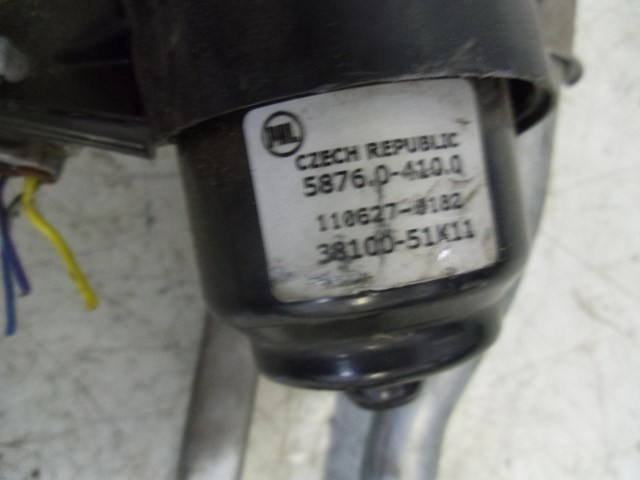 CZECH REPUBLIC
5876.0-410.0
110627-0182
38100-51K11